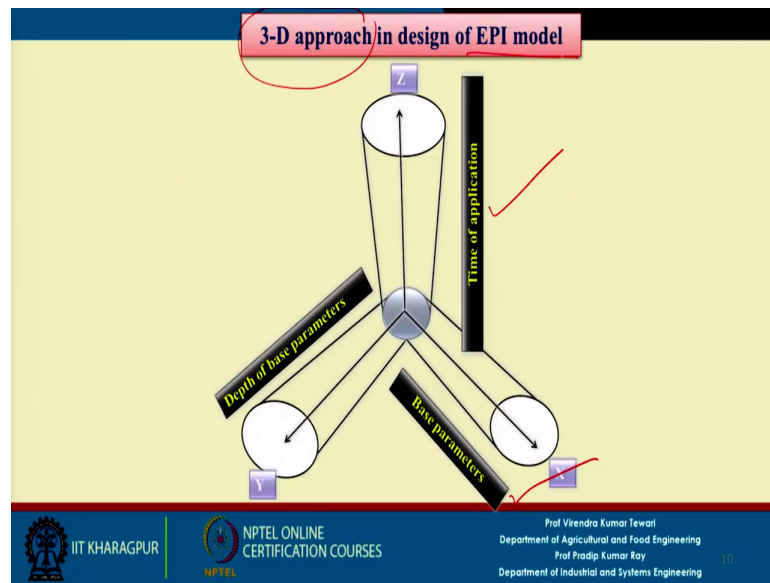 3-D approach in design of EPI model
Z
Time of application
Depth of base parameters
Base parameters
Y
X
IIT KHARAGPUR
NPTEL
NPTEL ONLINE
CERTIFICATION COURSES
Prof Virendra Kumar Tewari
Department of Agricultural and Food Engineering
Prof Pradip Kumar Ray
Department of Industrial and Systems Engineering
10